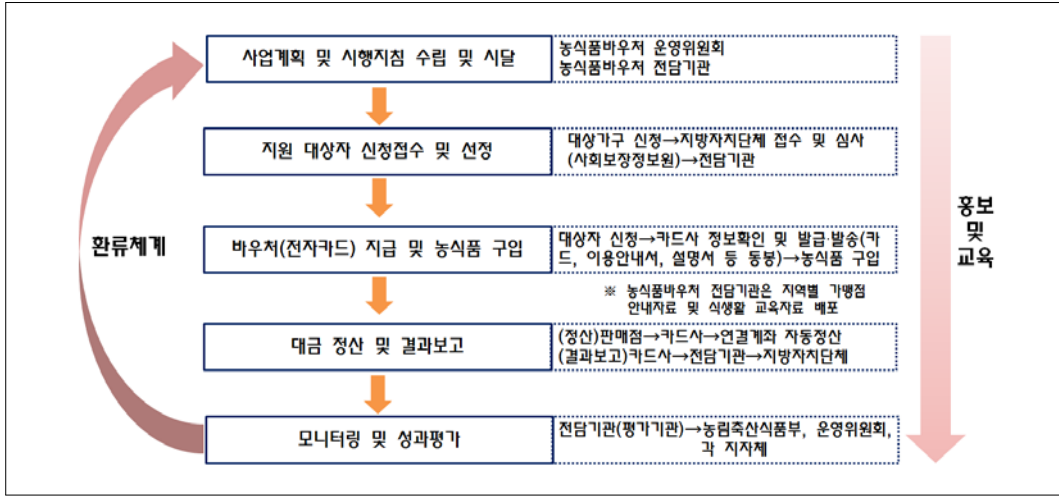 사업계획 및 시행지침 수립 및 시달
농식품바우처 운영위원회
농식품바우처 전담기관
지원 대상자 신청접수 및 선정
대상가구 신청→지방자치단체 접수 및 심사
(사회보장정보원)→전담기관
환류체계
바우처(전자카드) 지급 및 농식품 구입
대상자 신청→카드사 정보확인 및 발급·발송(카
드, 이용안내서, 설명서 등 동봉)→농식품 구입
※ 농식품바우처 전담기관은 지역별 가맹점
안내자료 및 식생활 교육자료 배포
대금 정산 및 결과보고
(정산)판매점→카드사→연결계좌 자동정산
(결과보고)카드사→전담기관→지방자치단체
모니터링 및 성과평가
전담기관(평가기관)→농림축산식품부, 운영위원회,
각 지자체
홍보
및
교육